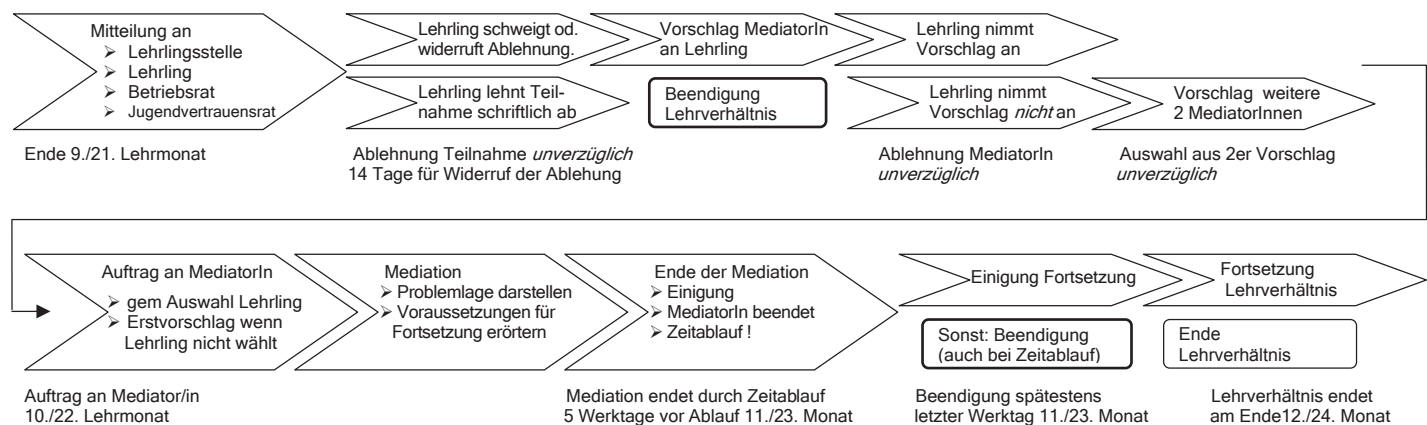 Mitteilung an
➢ Lehrlingsstelle
➢ Lehrling
➢ Betriebsrat
➢ Jugendvertrauensrat
Ende 9./21. Lehrmonat
Lehrling schweigt od.
widerruft Ablehnung.
Vorschlag MediatorIn
an Lehrling
Lehrling nimmt
Vorschlag an
Lehrling lehnt Teil-
nahme schriftlich ab
Beendigung
Lehrverhältnis
Lehrling nimmt
Vorschlag nicht an
Vorschlag weitere
2 MediatorInnen
Ablehnung Teilnahme unverzüglich
14 Tage für Widerruf der Ablehung
Ablehnung MediatorIn
unverzüglich
Auswahl aus 2er Vorschlag
unverzüglich
Auftrag an MediatorIn
➢ gem Auswahl Lehrling
➢ Erstvorschlag wenn
Lehrling nicht wählt
Auftrag an Mediator/in
10./22. Lehrmonat
Mediation
➢ Problemlage darstellen
➢ Voraussetzungen für
Fortsetzung erörtern
Ende der Mediation
➢ Einigung
➢ MediatorIn beendet
➢ Zeitablauf !
Mediation endet durch Zeitablauf
5 Werktage vor Ablauf 11./23. Monat
Einigung Fortsetzung
Fortsetzung
Lehrverhältnis
Sonst: Beendigung
(auch bei Zeitablauf)
Ende
Lehrverhältnis
Beendigung spätestens
letzter Werktag 11./23. Monat
Lehrverhältnis endet
am Ende12./24. Monat